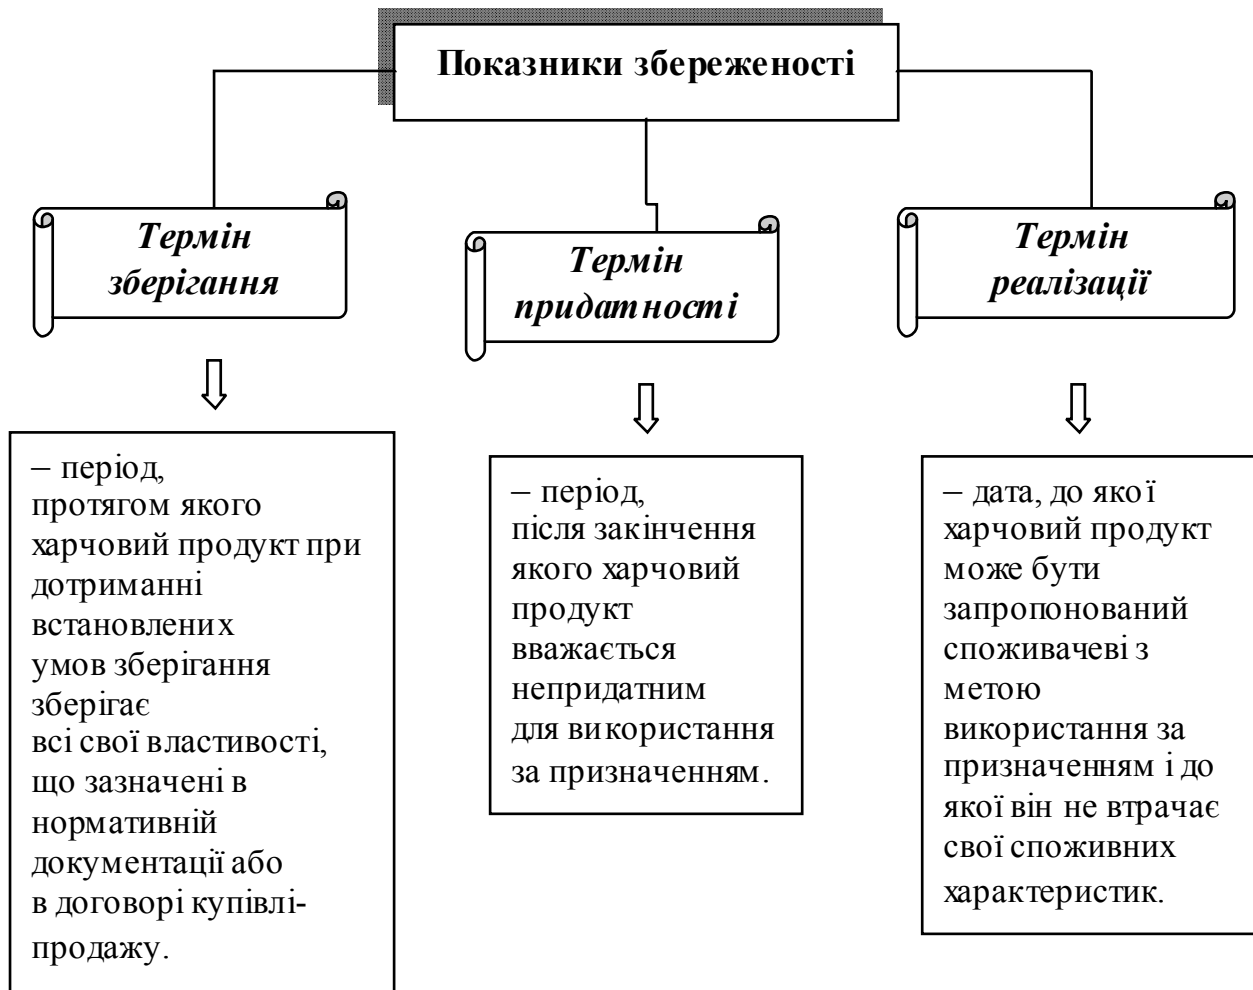 Показники збереженості
Термін
зберігання
– період,
протягом якого
харчовий продукт при
дотриманні
встановлених
умов зберігання
зберігає
всі свої властивості,
що зазначені в
нормативній
документації або
в договорі купівлі-
продажу.
Термін
придатності
– період,
після закінчення
якого харчовий
продукт
вважається
непридатним
для використання
за призначенням.
Термін
реалізації
– дата, до якої
харчовий продукт
може бути
запропонований
споживачеві з
метою
використання за
призначенням і до
якої він не втрачає
свої споживних
характеристик.